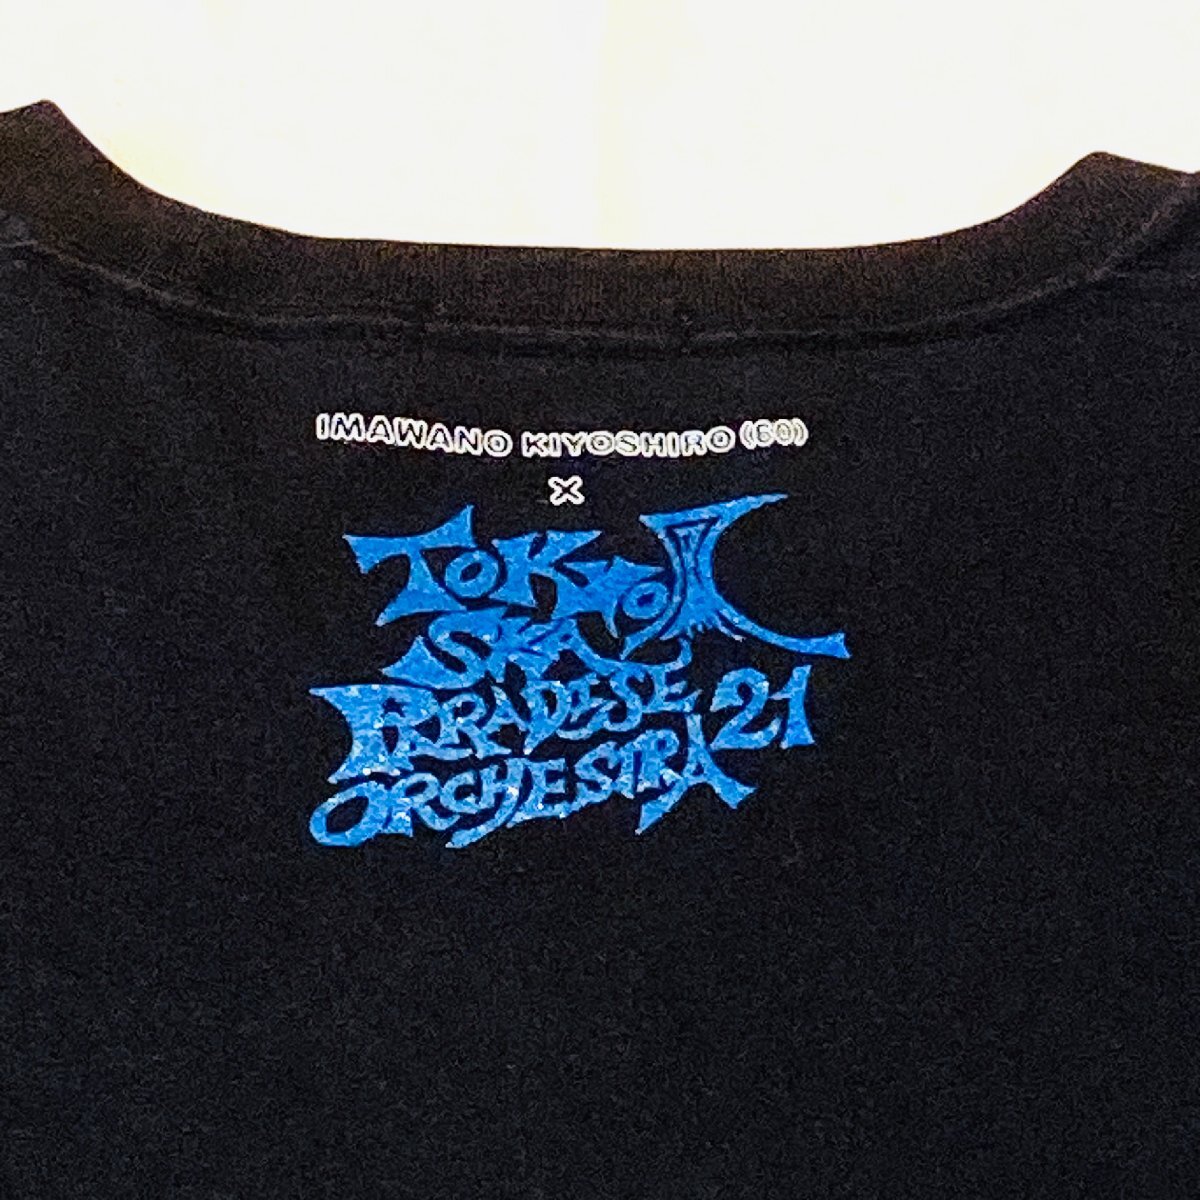 IMAWANO KIYOSHIRO (60)
×
TOKYO
SKA
PARADISE 21
ORCHESTRA